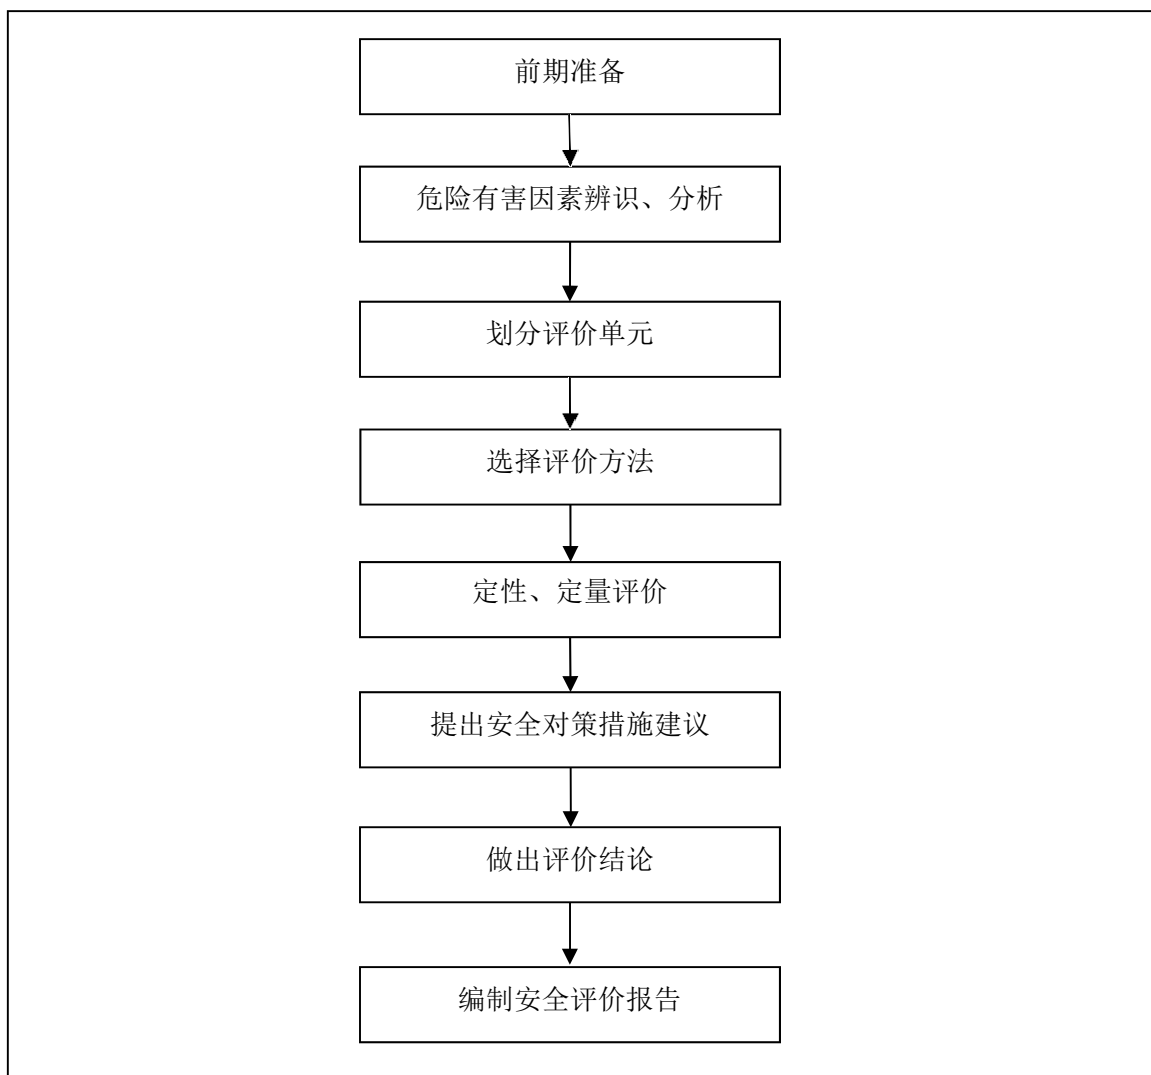 前期准备
危险有害因素辨识、分析
划分评价单元
选择评价方法
定性、定量评价
提出安全对策措施建议
做出评价结论
编制安全评价报告